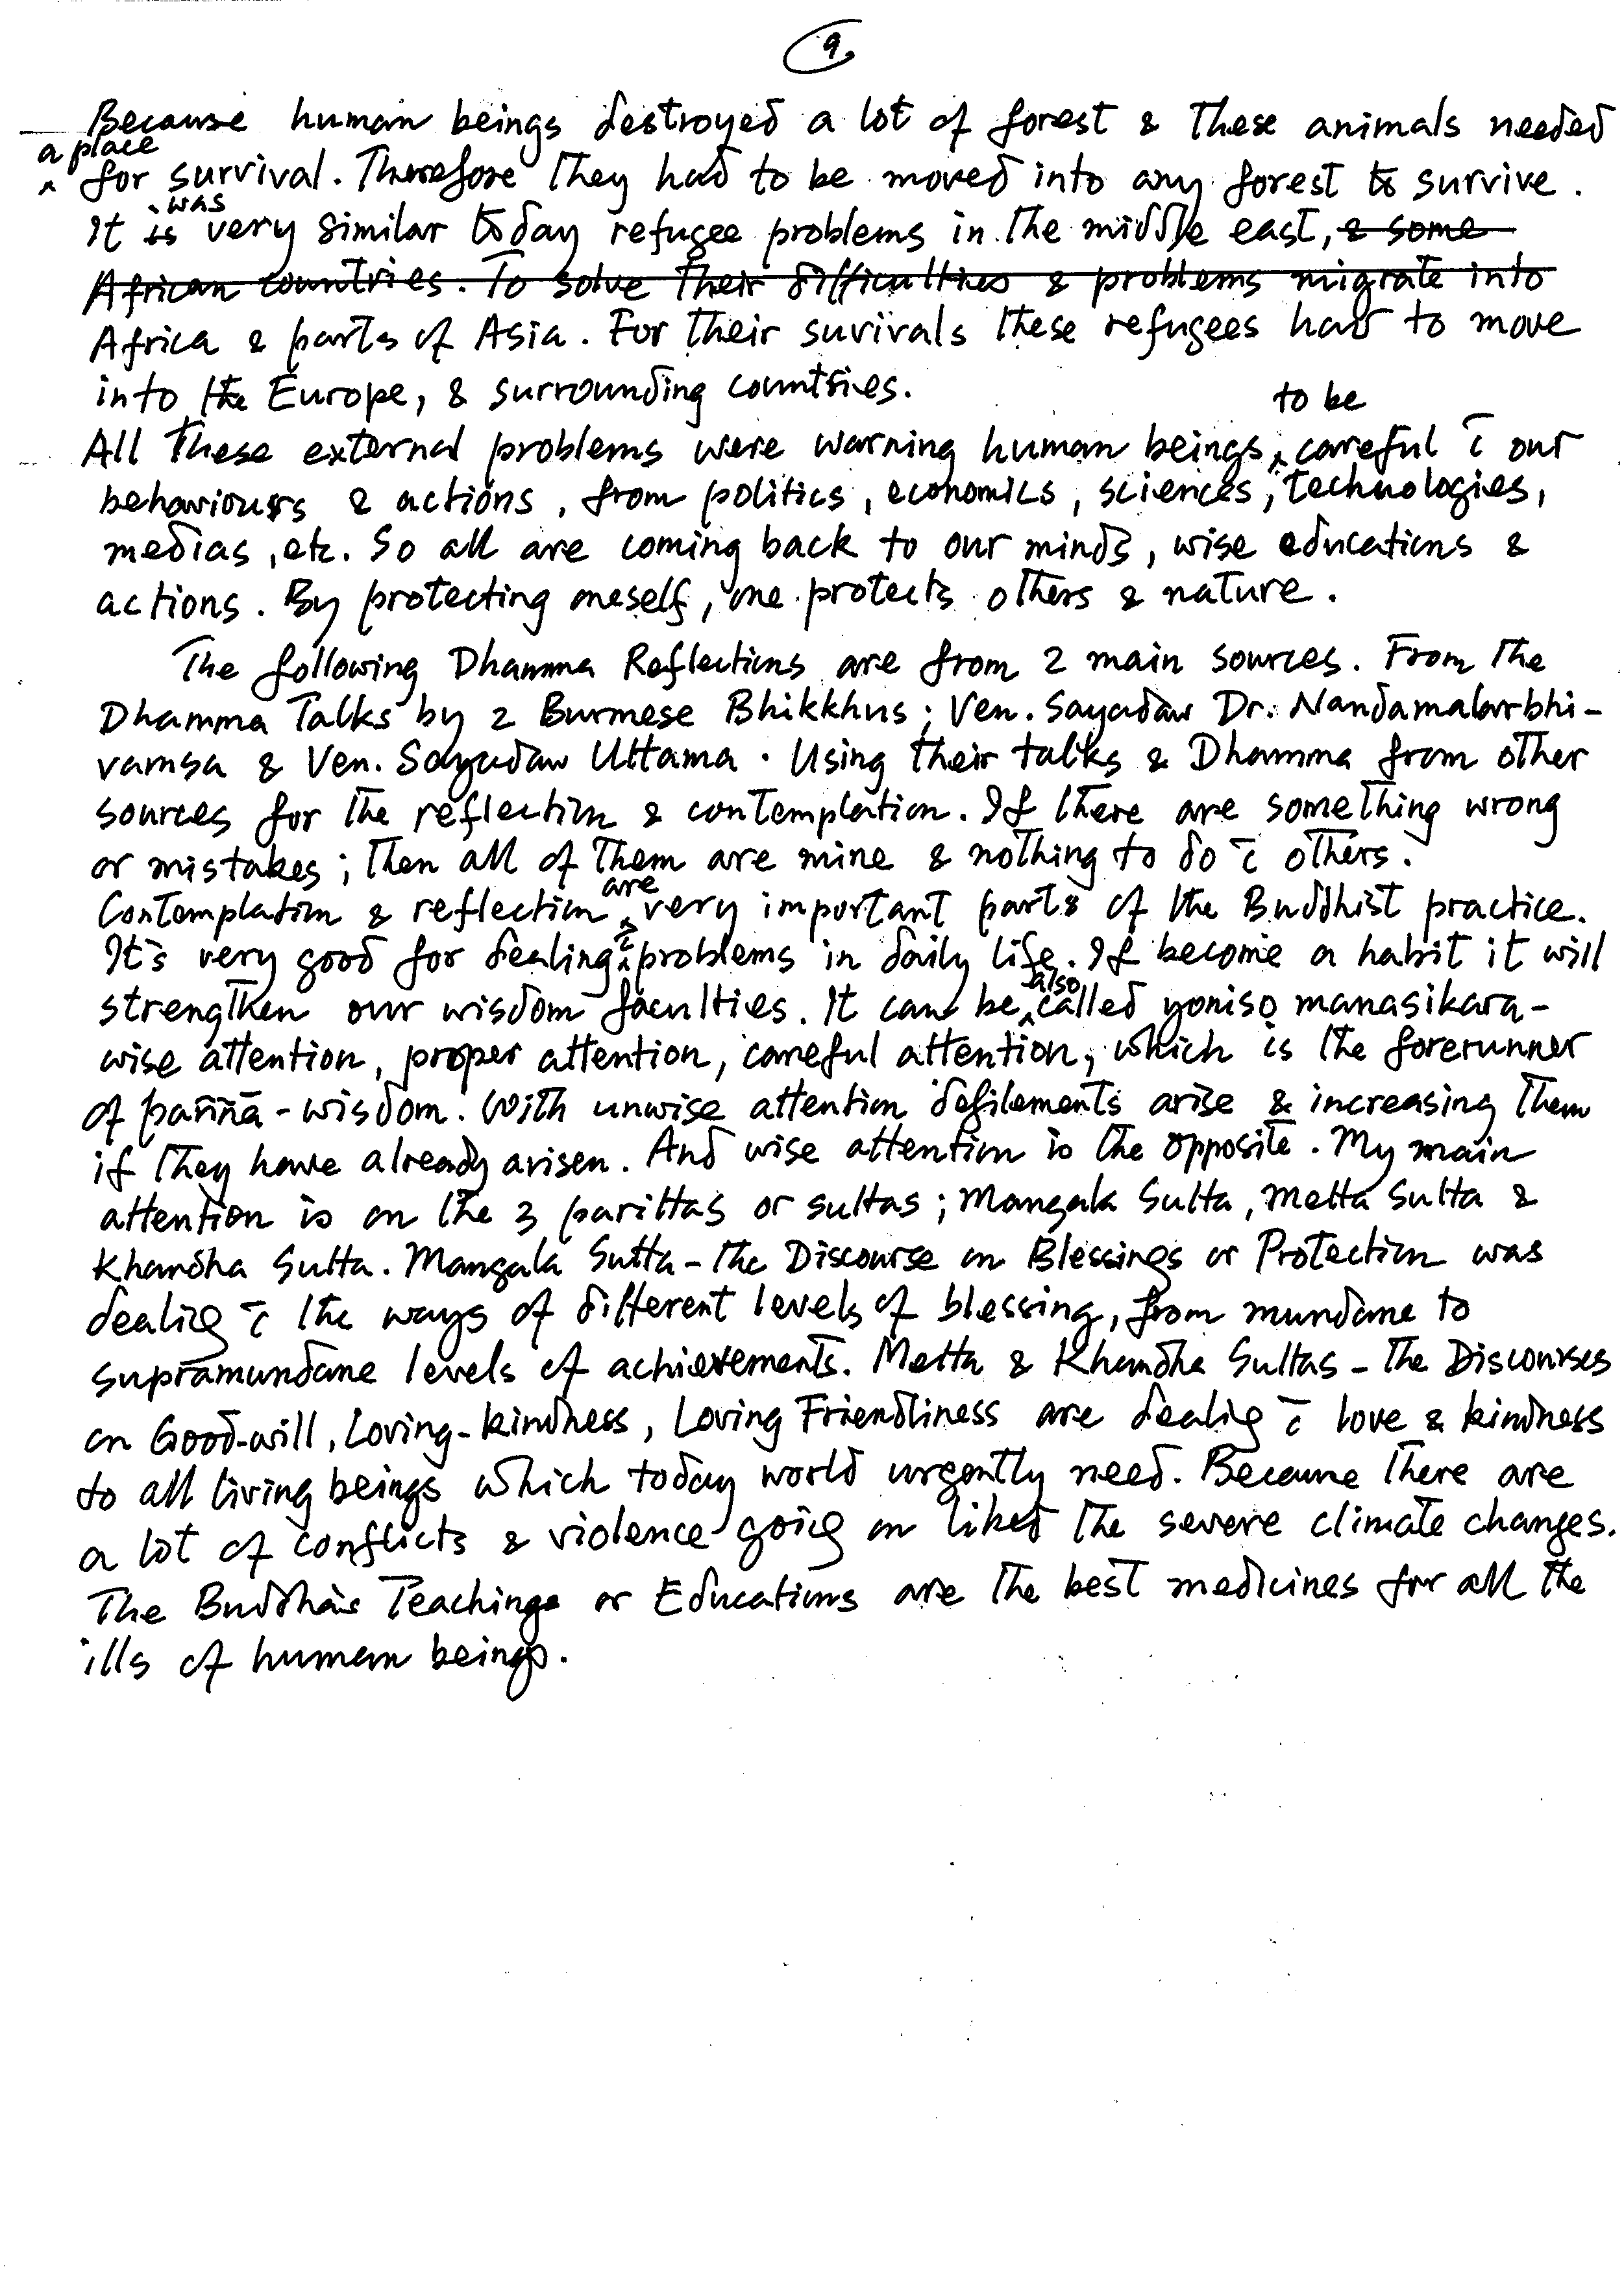 9
Because human beings destroyed a lot of forest & these animals needed
a place
for survival. Therefore they had to be moved into any forest to survive.
was
It is very similar today refugee problems in the middle east, & some
African countries. To solve their difficulties & problems migrate into
Africa & parts of Asia. For their surivals these refugees had to move
into the Europe, & surrounding countries.
to be
All these external problems were warning human beings careful c̄ our
behaviours & actions, from politics, economics, sciences, technologies,
medias, etc. So all are coming back to our minds, wise educations &
actions. By protecting oneself, one protects others & nature.
The following Dhamma Reflections are from 2 main sources. From the
Dhamma Talks by 2 Burmese Bhikkhus; Ven. Sayadaw Dr. Nandamalarbhi-
vamsa & Ven. Sayadaw Uttama. Using their talks & Dhamma from other
sources for the reflection & contemplation. If there are something wrong
or mistakes; then all of them are mine & nothing to do c̄ others.
are
Contemplation & reflection very important parts of the Buddhist practice.
It's very good for dealing c̄ problems in daily life. If become a habit it will
also
strengthen our wisdom faculties. It can be called yoniso manasikara-
wise attention, proper attention, careful attention, which is the forerunner
of paññā - wisdom. With unwise attention defilements arise & increasing them
if they have already arisen. And wise attention is the opposite. My main
attention is on the 3 parittas or suttas; Mangala Sutta, Metta Sutta &
Khandha Sutta. Mangala Sutta - the Discourse on Blessings or Protection was
dealig c̄ the ways of different levels of blessing, from mundane to
supramundane levels of achievements. Metta & Khandha Suttas - the Discourses
on Good-will, Loving-kindness, Loving Friendliness are dealig c̄ love & kindness
to all living beings which today world urgently need. Because there are
a lot of conflicts & violence goig on liked the severe climate changes.
The Buddha's Teachings or Educations are the best medicines for all the
ills of human beings.